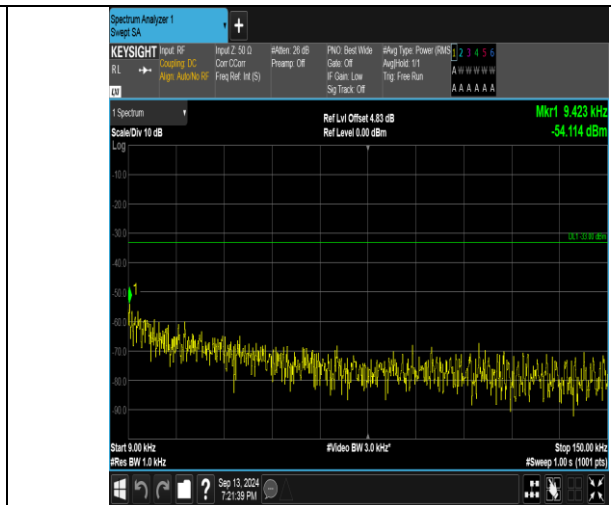 Spectrum Analyzer 1
Swept SA
+
KEYSIGHT Input: RF Input Z: 50 Ω #Atten: 26 dB PNO: Best Wide #Avg Type: Power (RMS 1 2 3 4 5 6
RL Coupling: DC Corr CCorr Preamp: Off Gate: Off Avg|Hold: 1/1 A W W W W W
Align: Auto/No RF Freq Ref: Int (S) IF Gain: Low Trig: Free Run
Sig Track: Off A A A A A A
LXI
1 Spectrum Ref Lvl Offset 4.83 dB Mkr1 9.423 kHz
Scale/Div 10 dB Ref Level 0.00 dBm -54.114 dBm
Log
-10.0
-20.0
-30.0
-40.0
-50.0
1
-60.0
-70.0
-80.0
-90.0
Start 9.00 kHz #Video BW 3.0 kHz* Stop 150.00 kHz
#Res BW 1.0 kHz #Sweep 1.00 s (1001 pts)
? Sep 13, 2024
7:21:39 PM